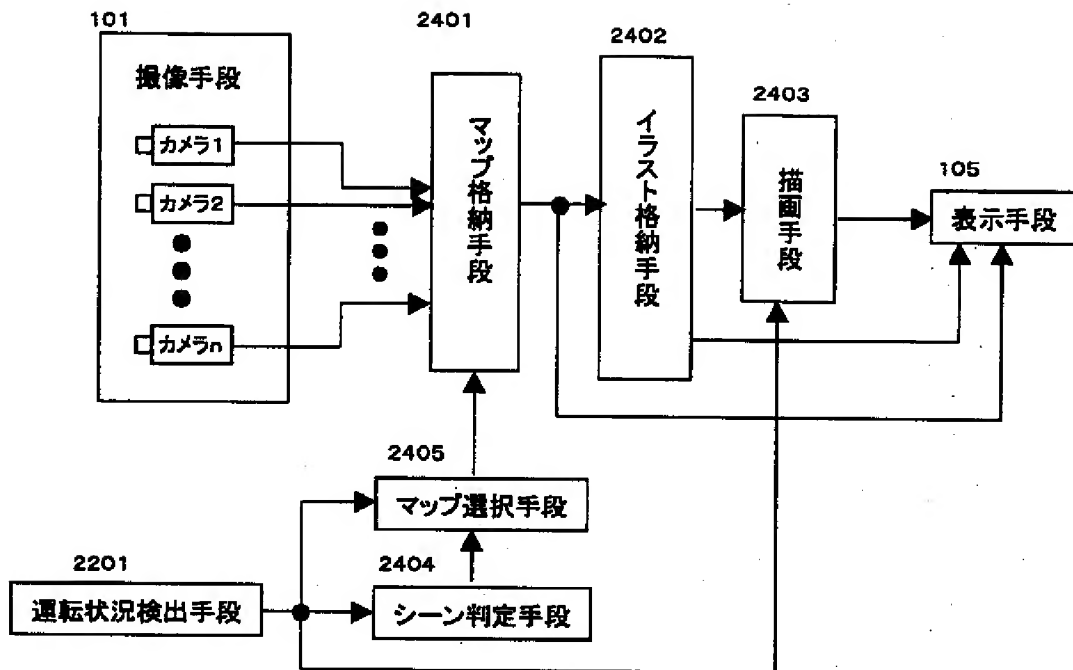 101
撮像手段
カメラ1
カメラ2
カメラn
2401
マップ格納手段
2402
イラスト格納手段
2403
描画手段
105
表示手段
2405
マップ選択手段
2404
シーン判定手段
2201
運転状況検出手段